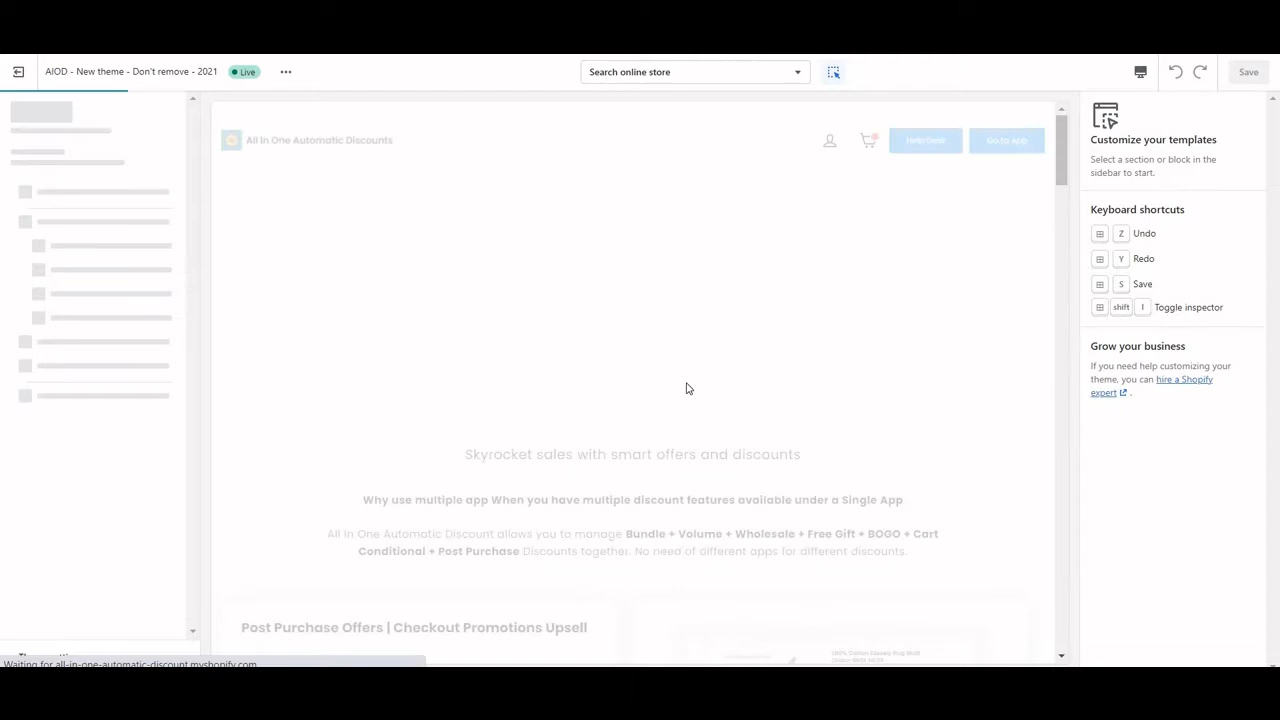 AIOD - New theme - Don't remove - 2021
Live
Search online store
Save
All In One Automatic Discounts
Help Desk
Go to App
Customize your templates
Select a section or block in the
sidebar to start.
Keyboard shortcuts
Z Undo
Y Redo
S Save
shift I Toggle inspector
Grow your business
If you need help customizing your
theme, you can hire a Shopify
expert .
Skyrocket sales with smart offers and discounts
Why use multiple app When you have multiple discount features available under a Single App
All In One Automatic Discount allows you to manage Bundle + Volume + Wholesale + Free Gift + BOGO + Cart
Conditional + Post Purchase Discounts together. No need of different apps for different discounts.
Post Purchase Offers | Checkout Promotions Upsell
Waiting for all-in-one-automatic-discount.myshopify.com